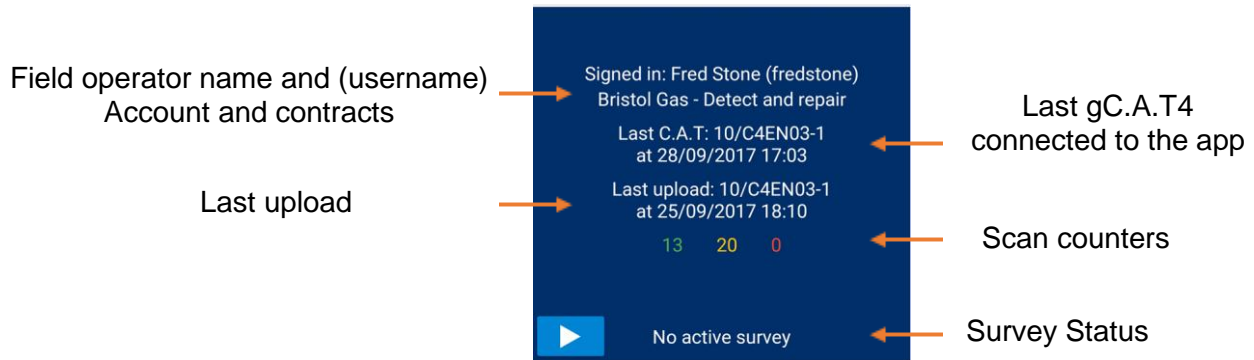 Field operator name and (username)
Account and contracts
Last upload
Signed in: Fred Stone (fredstone)
Bristol Gas - Detect and repair
Last C.A.T: 10/C4EN03-1
at 28/09/2017 17:03
Last upload: 10/C4EN03-1
at 25/09/2017 18:10
13 20 0
No active survey
Last gC.A.T4
connected to the app
Scan counters
Survey Status